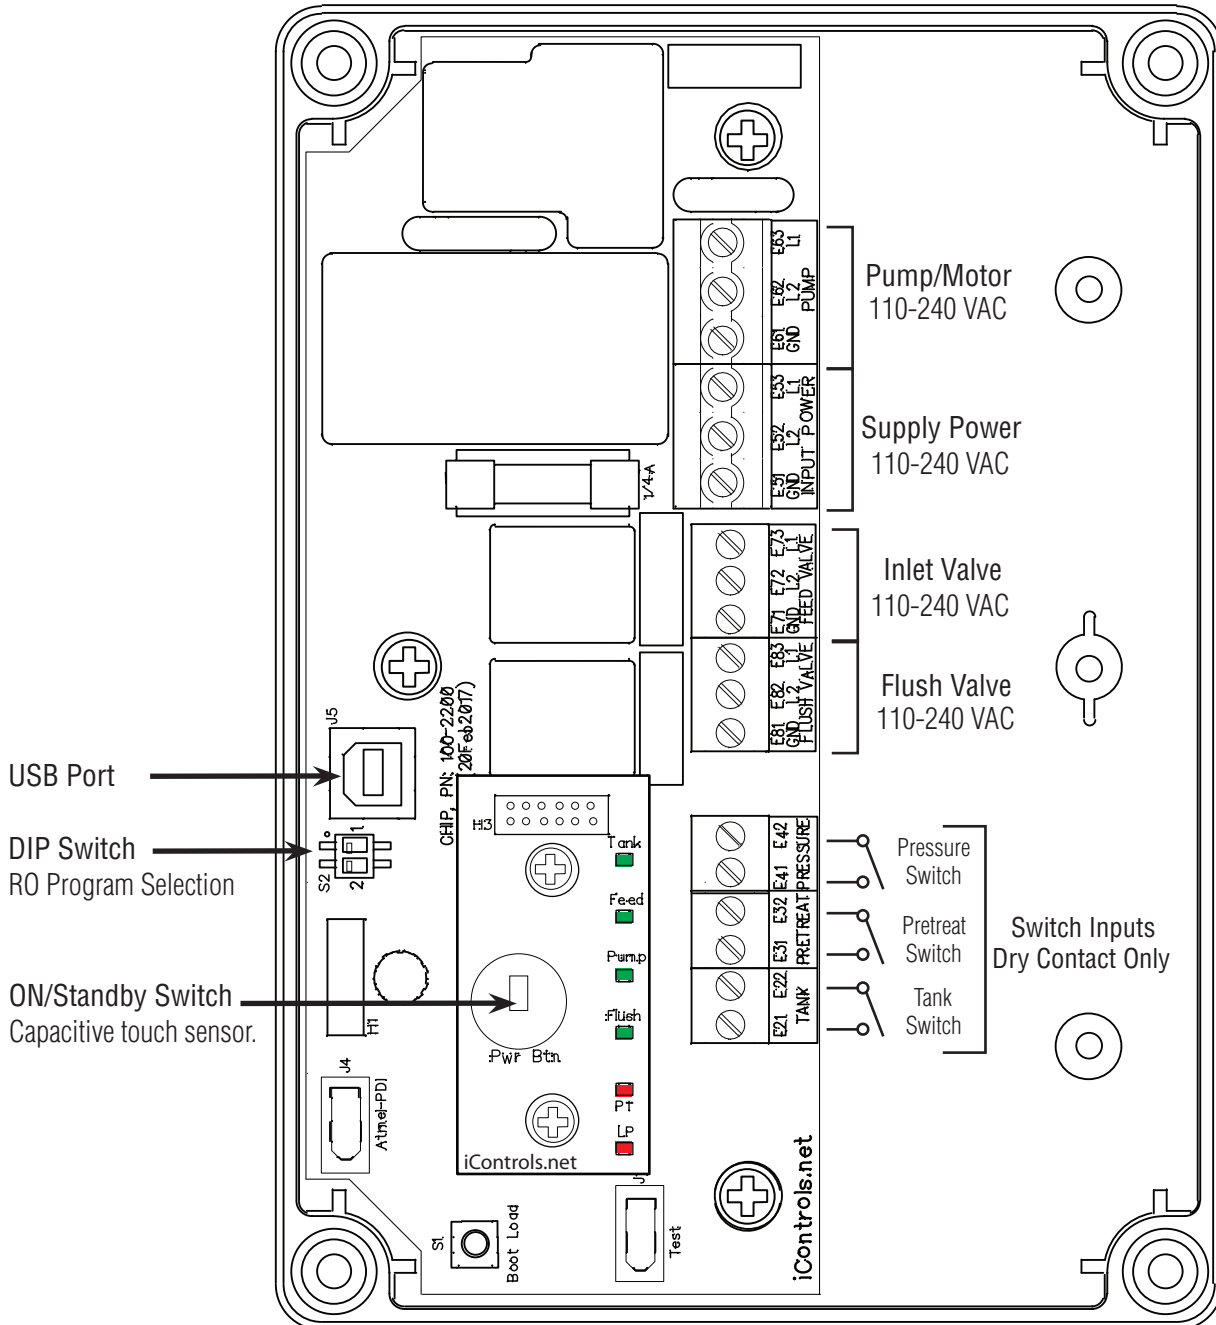 USB Port
DIP Switch
RO Program Selection
ON/Standby Switch
Capacitive touch sensor.
J5
S2
1
2
H1
J4
Atmel-PDI
S1
Boot Load
CHIP, PN: 100-2200
20Feb2017)
1/4A
H3
Tank
Feed
Pump
Flush
PT
LP
Pwr Btn
iControls.net
J
Test
iControls.net
E63
L1
E62
L2
E61
GND
PUMP
E53
L1
E52
L2
E51
GND
INPUT POWER
E73
L1
E72
L2
E71
GND
FEED VALVE
E83
L1
E82
L2
E81
GND
FLUSH VALVE
E42
E41
PRESSURE
E32
E31
PRETREAT
E22
E21
TANK
Pump/Motor
110-240 VAC
Supply Power
110-240 VAC
Inlet Valve
110-240 VAC
Flush Valve
110-240 VAC
Pressure
Switch
Pretreat
Switch
Tank
Switch
Switch Inputs
Dry Contact Only